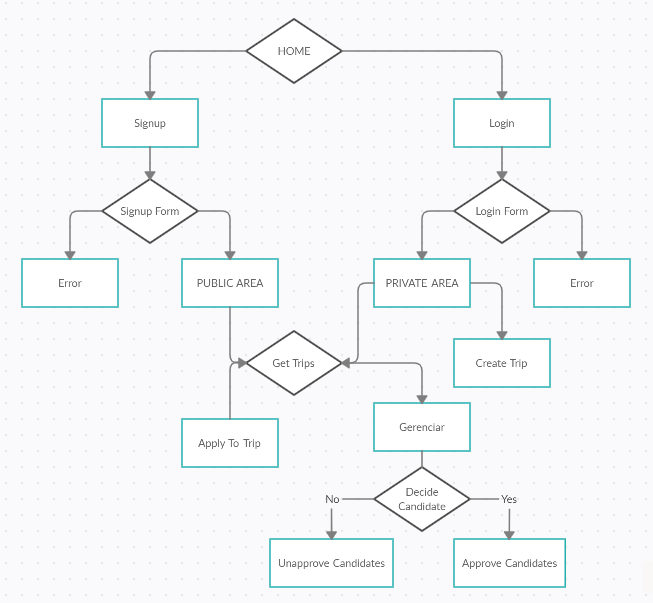 HOME
Signup
Login
Signup Form
Login Form
Error
PUBLIC AREA
PRIVATE AREA
Error
Get Trips
Create Trip
Apply To Trip
Gerenciar
Decide
Candidate
No
Yes
Unapprove Candidates
Approve Candidates